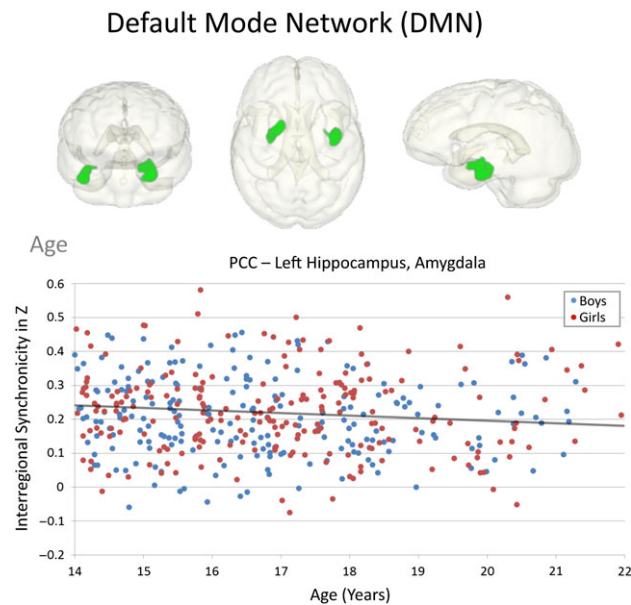 Default Mode Network (DMN)
Age
PCC – Left Hippocampus, Amygdala
Interregional Synchronicity in Z
0.6
0.5
0.4
0.3
0.2
0.1
0
–0.1
–0.2
Boys
Girls
14 15 16 17 18 19 20 21 22
Age (Years)